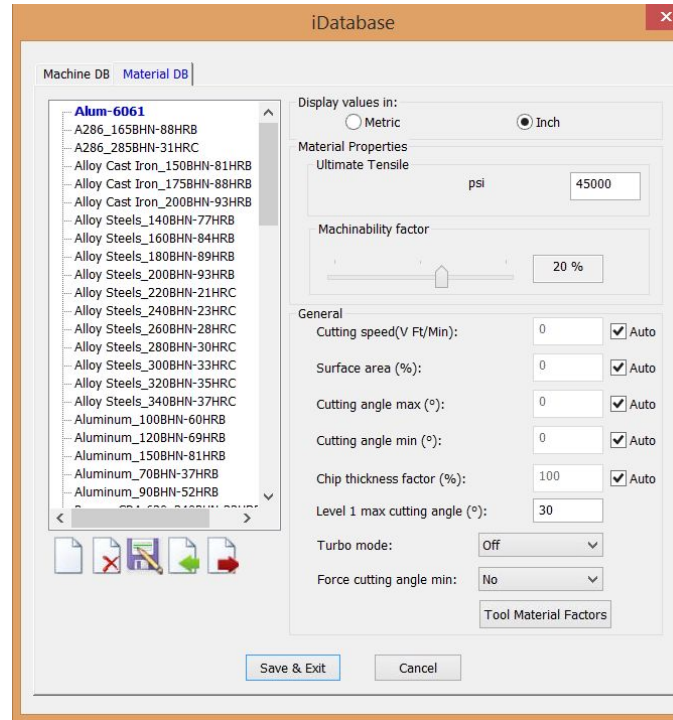 iDatabase
Machine DB Material DB
Alum-6061
A286_165BHN-88HRB
A286_285BHN-31HRC
Alloy Cast Iron_150BHN-81HRB
Alloy Cast Iron_175BHN-88HRB
Alloy Cast Iron_200BHN-93HRB
Alloy Steels_140BHN-77HRB
Alloy Steels_160BHN-84HRB
Alloy Steels_180BHN-89HRB
Alloy Steels_200BHN-93HRB
Alloy Steels_220BHN-21HRC
Alloy Steels_240BHN-23HRC
Alloy Steels_260BHN-28HRC
Alloy Steels_280BHN-30HRC
Alloy Steels_300BHN-33HRC
Alloy Steels_320BHN-35HRC
Alloy Steels_340BHN-37HRC
Aluminum_100BHN-60HRB
Aluminum_120BHN-69HRB
Aluminum_150BHN-81HRB
Aluminum_70BHN-37HRB
Aluminum_90BHN-52HRB
Display values in:
Metric Inch
Material Properties
Ultimate Tensile
psi 45000
Machinability factor
20 %
General
Cutting speed(V Ft/Min): 0 Auto
Surface area (%): 0 Auto
Cutting angle max (°): 0 Auto
Cutting angle min (°): 0 Auto
Chip thickness factor (%): 100 Auto
Level 1 max cutting angle (°): 30
Turbo mode: Off
Force cutting angle min: No
Tool Material Factors
Save & Exit Cancel